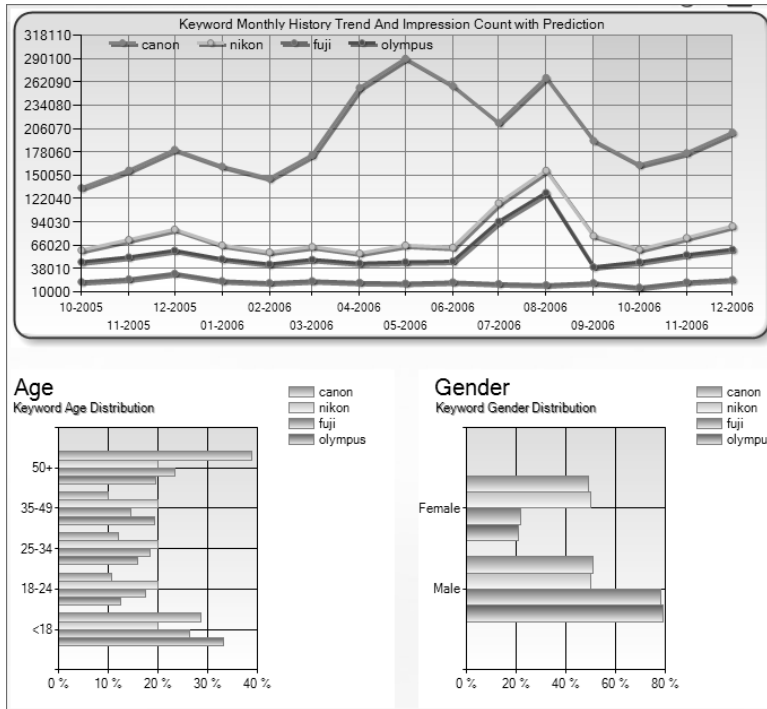 Keyword Monthly History Trend And Impression Count with Prediction
canon nikon fuji olympus
318110
290100
262090
234080
206070
178060
150050
122040
94030
66020
38010
10000
10-2005 12-2005 02-2006 04-2006 06-2006 08-2006 10-2006 12-2006
11-2005 01-2006 03-2006 05-2006 07-2006 09-2006 11-2006
Age
Keyword Age Distribution
canon
nikon
fuji
olympus
50+
35-49
25-34
18-24
<18
0 % 10 % 20 % 30 % 40 %
Gender
Keyword Gender Distribution
canon
nikon
fuji
olympu
Female
Male
0 % 20 % 40 % 60 % 80 %